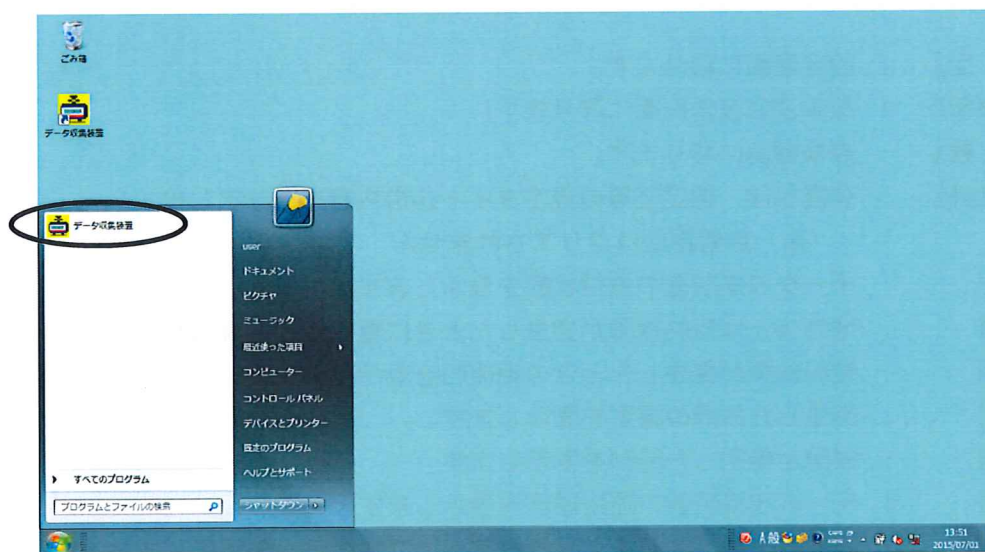 ごみ箱
データ収集装置
データ収集装置
user
ドキュメント
ピクチャ
ミュージック
最近使った項目
コンピューター
コントロール パネル
デバイスとプリンター
既定のプログラム
ヘルプとサポート
すべてのプログラム
プログラムとファイルの検索
シャットダウン
A 般
CAPS
KANA
13:51
2015/07/01